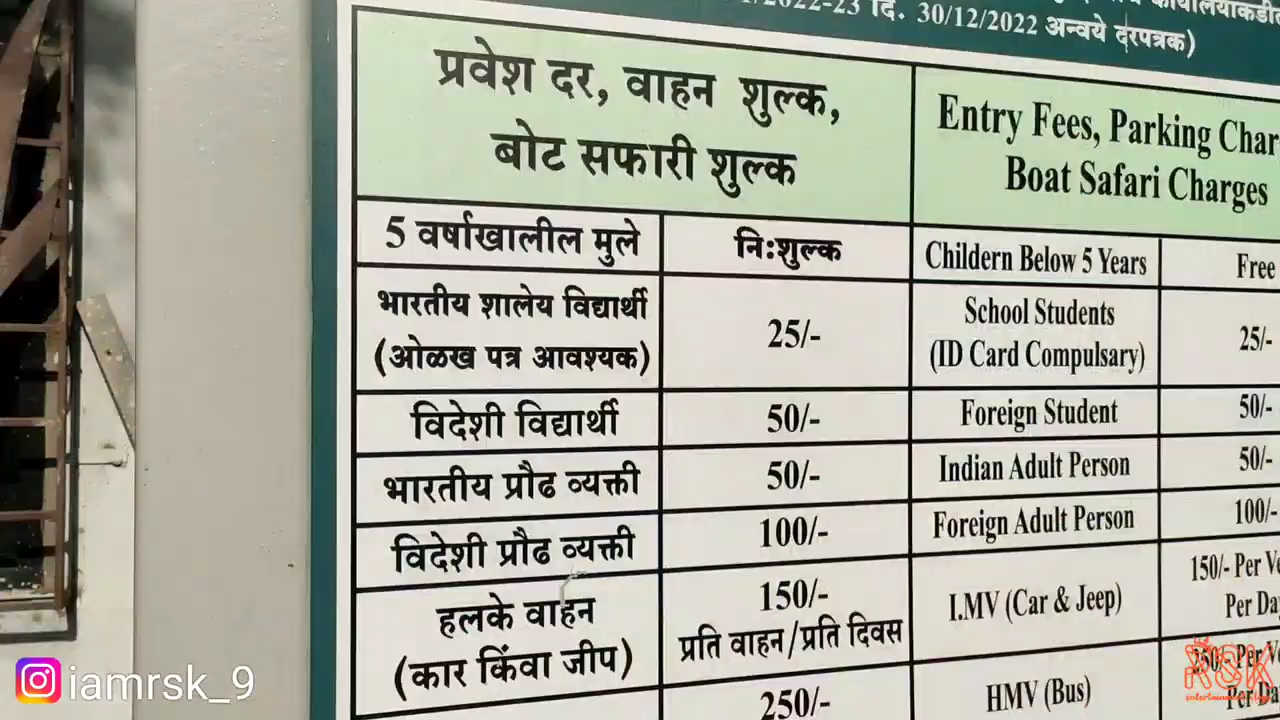 2022-23 दि. 30/12/2022 अन्वये दरपत्रक)
प्रवेश दर, वाहन शुल्क,
बोट सफारी शुल्क
Entry Fees, Parking Char
Boat Safari Charges
5 वर्षाखालील मुले नि:शुल्क Childern Below 5 Years Free
भारतीय शालेय विद्यार्थी
(ओळख पत्र आवश्यक)
25/-
School Students
(ID Card Compulsary)
25/-
विदेशी विद्यार्थी 50/- Foreign Student 50/-
भारतीय प्रौढ व्यक्ती 50/- Indian Adult Person 50/-
विदेशी प्रौढ व्यक्ती 100/- Foreign Adult Person 100/-
हलके वाहन
(कार किंवा जीप)
150/-
प्रति वाहन/प्रति दिवस
I.MV (Car & Jeep)
150/- Per Ve
Per Da
250/- HMV (Bus)
Per Da
iamrsk_9